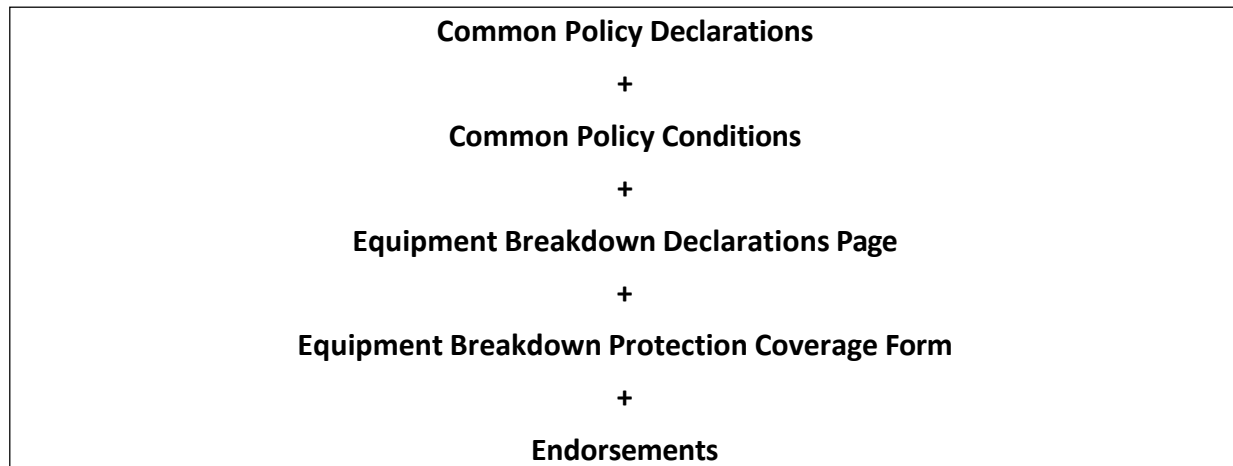 Common Policy Declarations
+
Common Policy Conditions
+
Equipment Breakdown Declarations Page
+
Equipment Breakdown Protection Coverage Form
+
Endorsements